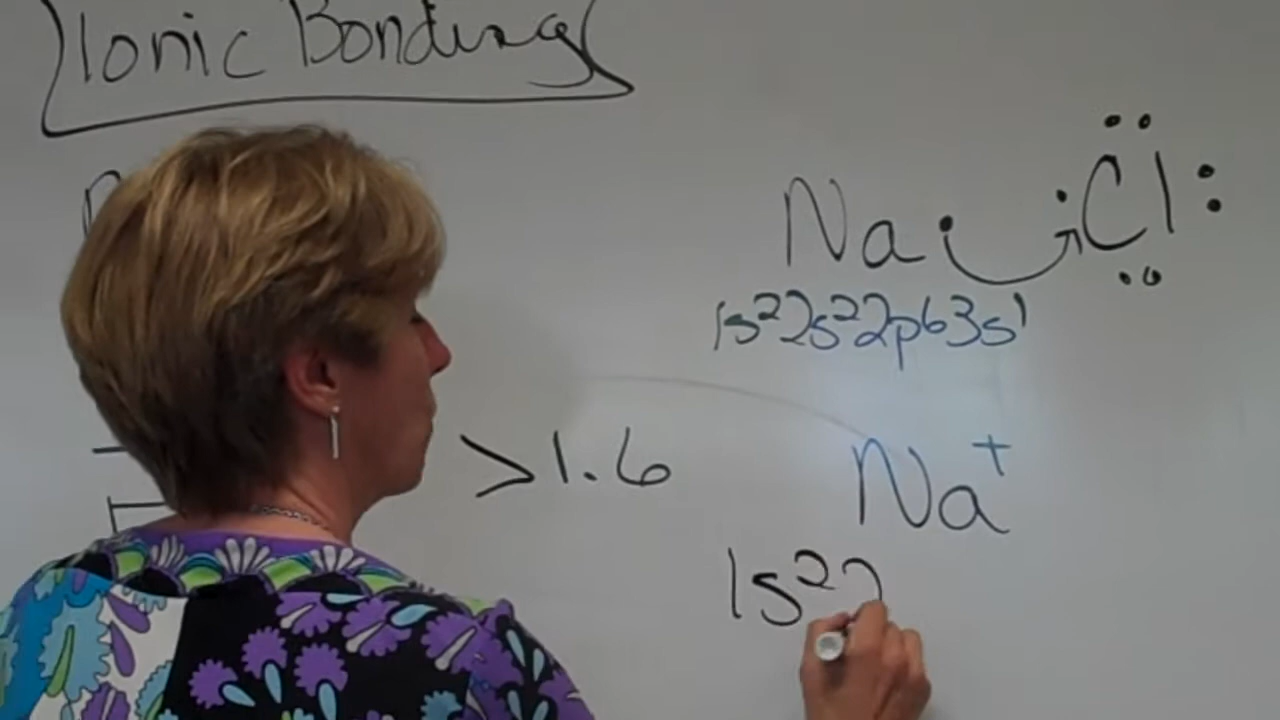 Ionic Bonding
Na Cl
1s²2s²2p63s¹
>1.6
Na⁺
1s²2